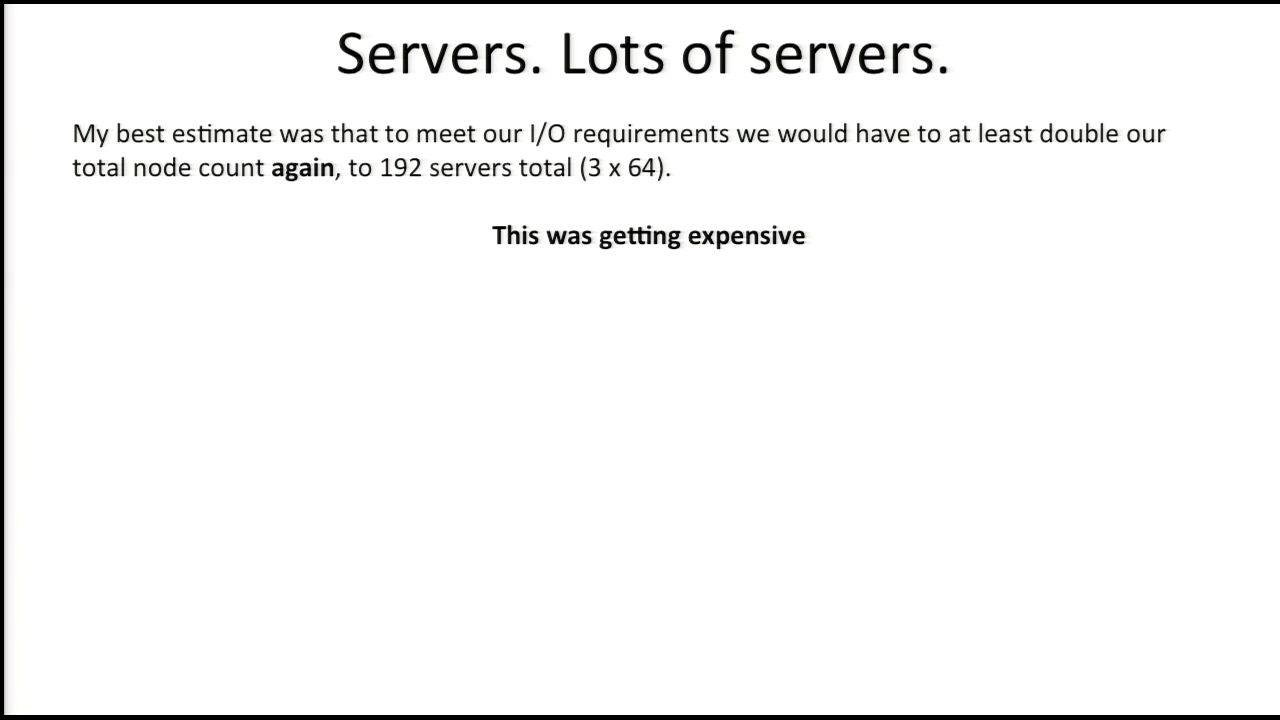 Servers. Lots of servers.
My best estimate was that to meet our I/O requirements we would have to at least double our
total node count again, to 192 servers total (3 x 64).
This was getting expensive